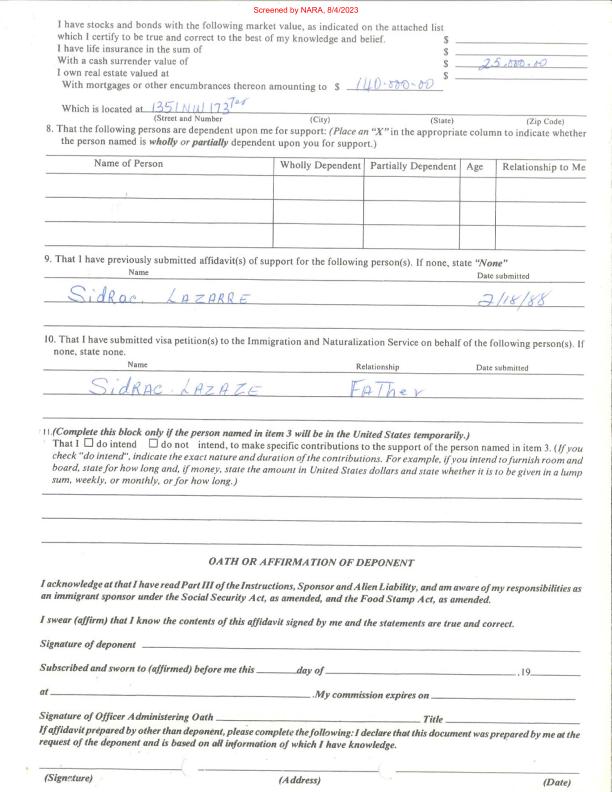 Screened by NARA, 8/4/2023
I have stocks and bonds with the following market value, as indicated on the attached list
which I certify to be true and correct to the best of my knowledge and belief. $
I have life insurance in the sum of $
With a cash surrender value of $ 25.000.00
I own real estate valued at $
With mortgages or other encumbrances thereon amounting to $ 140.000.00
Which is located at 1351 NW 173 Ter
(Street and Number) (City) (State) (Zip Code)
8. That the following persons are dependent upon me for support: (Place an "X" in the appropriate column to indicate whether
the person named is wholly or partially dependent upon you for support.)
Name of Person Wholly Dependent Partially Dependent Age Relationship to Me
9. That I have previously submitted affidavit(s) of support for the following person(s). If none, state "None"
Name Date submitted
SidRac. LAZARRE 2/18/88
10. That I have submitted visa petition(s) to the Immigration and Naturalization Service on behalf of the following person(s). If
none, state none.
Name Relationship Date submitted
SidRAC. LAZAZE FATher
11. (Complete this block only if the person named in item 3 will be in the United States temporarily.)
That I ☐ do intend ☐ do not intend, to make specific contributions to the support of the person named in item 3. (If you
check "do intend", indicate the exact nature and duration of the contributions. For example, if you intend to furnish room and
board, state for how long and, if money, state the amount in United States dollars and state whether it is to be given in a lump
sum, weekly, or monthly, or for how long.)
OATH OR AFFIRMATION OF DEPONENT
I acknowledge at that I have read Part III of the Instructions, Sponsor and Alien Liability, and am aware of my responsibilities as
an immigrant sponsor under the Social Security Act, as amended, and the Food Stamp Act, as amended.
I swear (affirm) that I know the contents of this affidavit signed by me and the statements are true and correct.
Signature of deponent
Subscribed and sworn to (affirmed) before me this day of ,19
at .My commission expires on
Signature of Officer Administering Oath Title
If affidavit prepared by other than deponent, please complete the following: I declare that this document was prepared by me at the
request of the deponent and is based on all information of which I have knowledge.
(Signature) (Address) (Date)